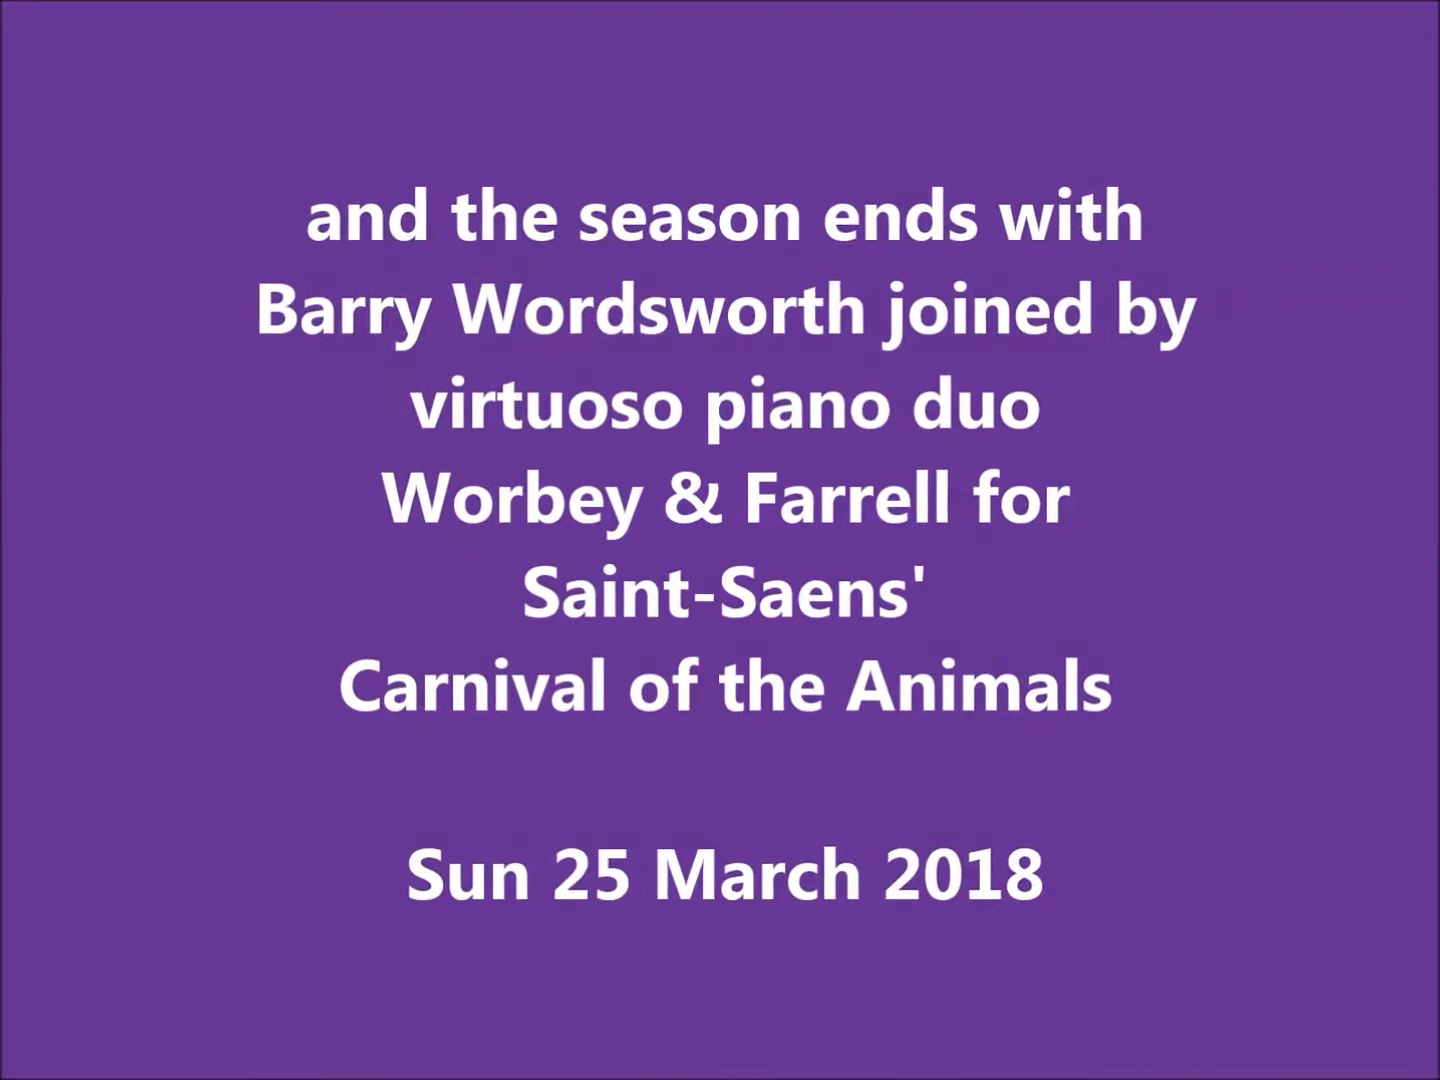 and the season ends with
Barry Wordsworth joined by
virtuoso piano duo
Worbey & Farrell for
Saint-Saens'
Carnival of the Animals
Sun 25 March 2018